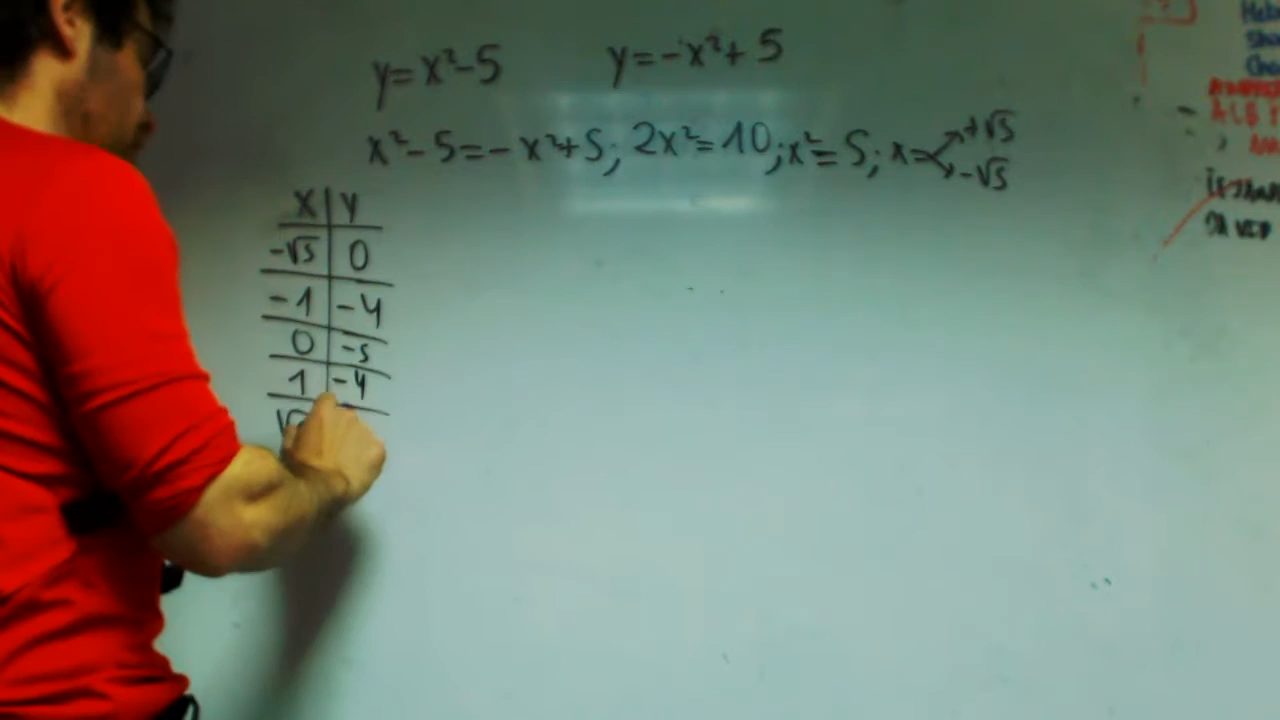 y=x²-5 y=-x²+5
x²-5=-x²+5; 2x²=10; x²=5; x= +√5 -√5
x | y
-√5 | 0
-1 | -4
0 | -5
1 | -4